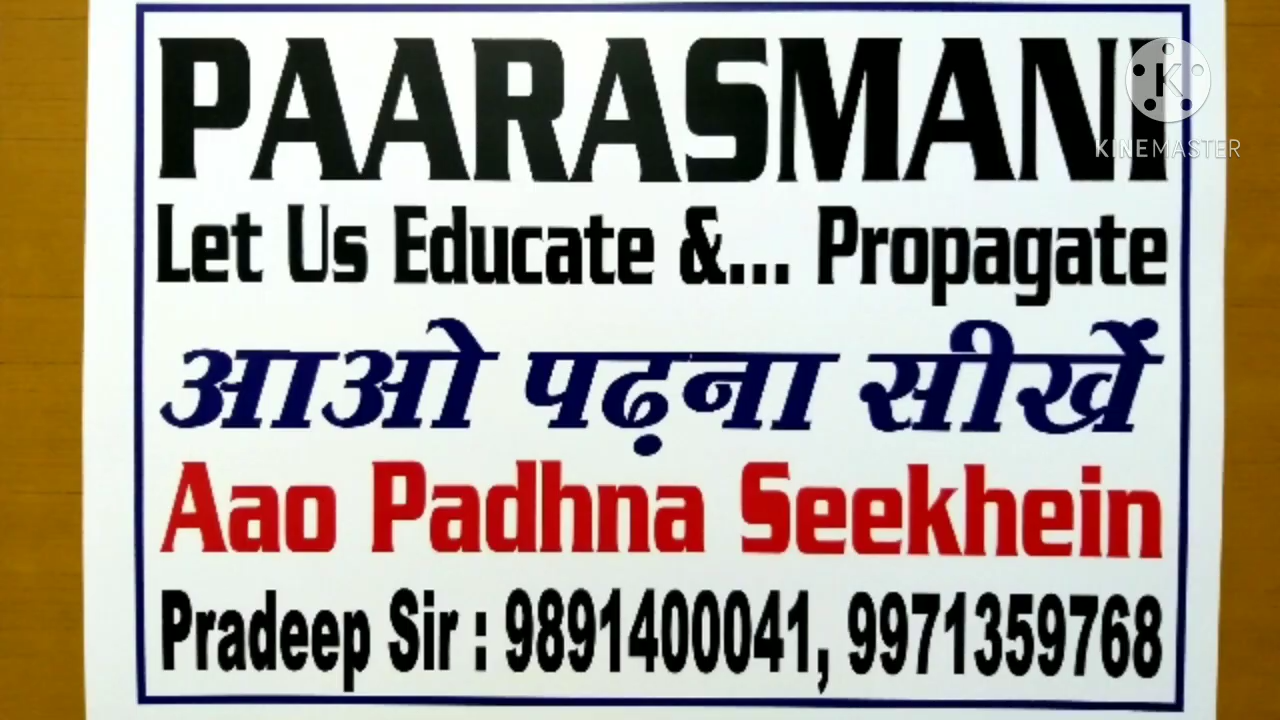 PAARASMANI
KINEMASTER
Let Us Educate &... Propagate
आओ पढ़ना सीखें
Aao Padhna Seekhein
Pradeep Sir : 9891400041, 9971359768